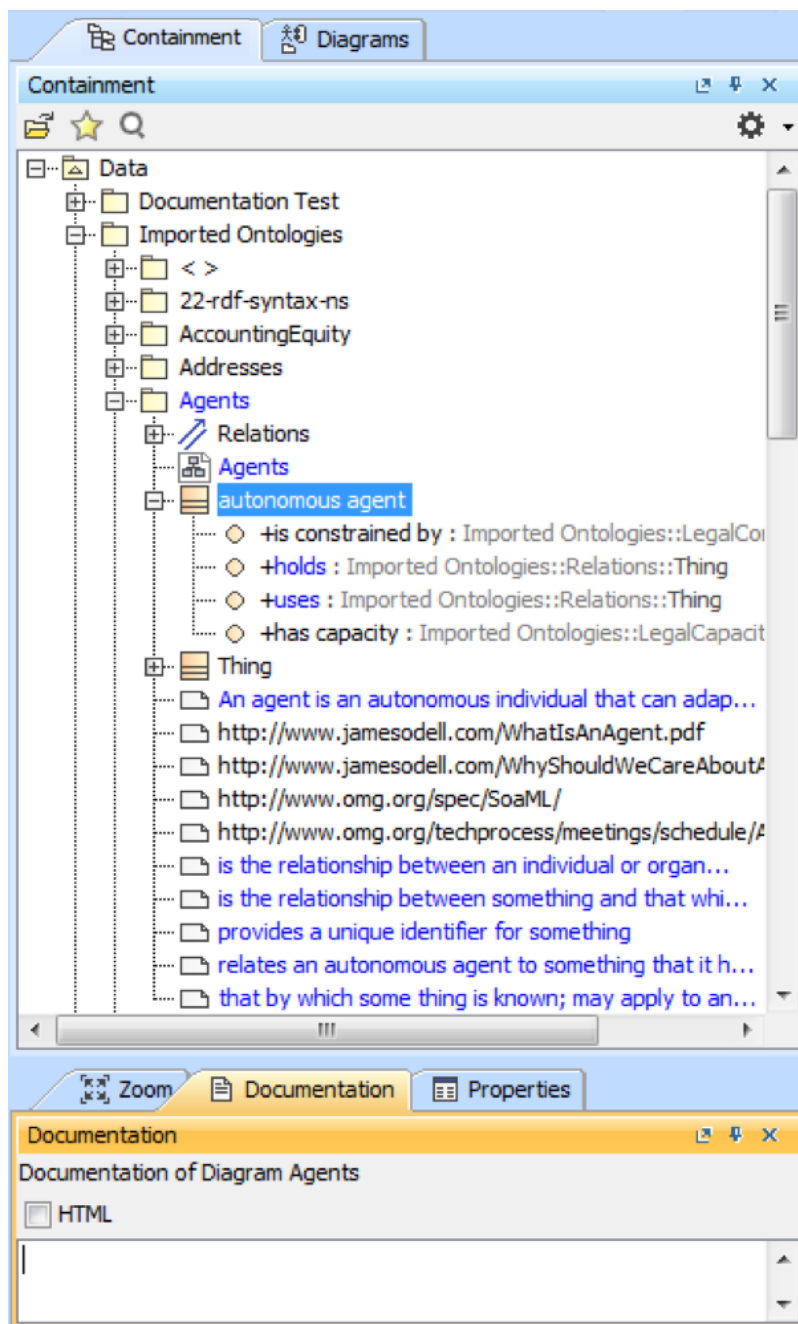 Containment Diagrams
Containment
Data
Documentation Test
Imported Ontologies
< >
22-rdf-syntax-ns
AccountingEquity
Addresses
Agents
Relations
Agents
autonomous agent
+is constrained by : Imported Ontologies::LegalCo
+holds : Imported Ontologies::Relations::Thing
+uses : Imported Ontologies::Relations::Thing
+has capacity : Imported Ontologies::LegalCapacit
Thing
An agent is an autonomous individual that can adap...
http://www.jamesodell.com/WhatIsAnAgent.pdf
http://www.jamesodell.com/WhyShouldWeCareAboutA
http://www.omg.org/spec/SoaML/
http://www.omg.org/techprocess/meetings/schedule/A
is the relationship between an individual or organ...
is the relationship between something and that whi...
provides a unique identifier for something
relates an autonomous agent to something that it h...
that by which some thing is known; may apply to an...
Zoom Documentation Properties
Documentation
Documentation of Diagram Agents
HTML